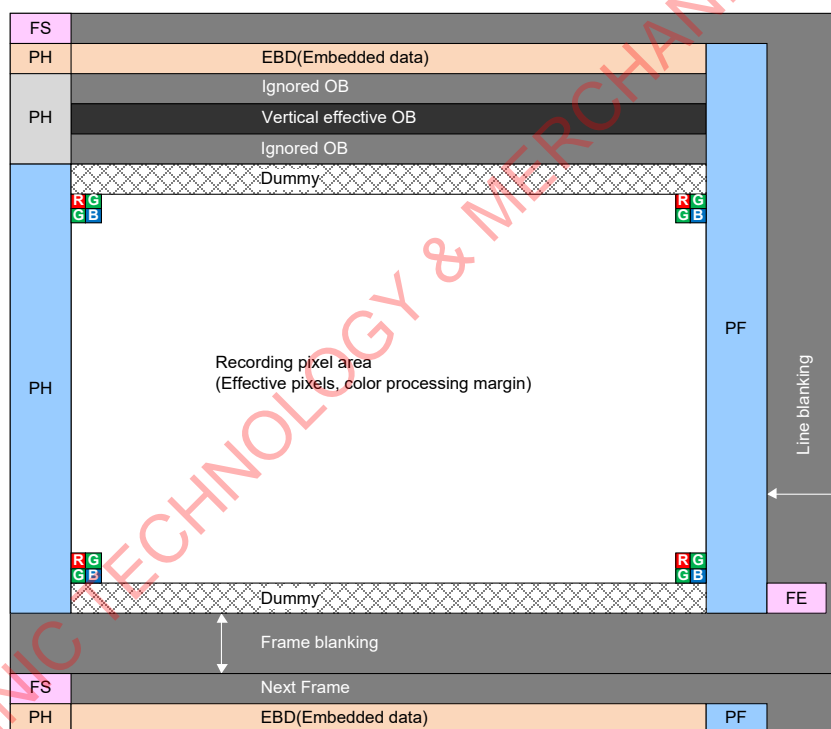 FS
PH EBD(Embedded data)
Ignored OB
PH Vertical effective OB
Ignored OB
Dummy
R G R G
G B G B
PF
Recording pixel area
(Effective pixels, color processing margin)
PH
Line blanking
R G R G
G B G B
Dummy FE
Frame blanking
FS Next Frame
PH EBD(Embedded data) PF
TECHNOLOGY &